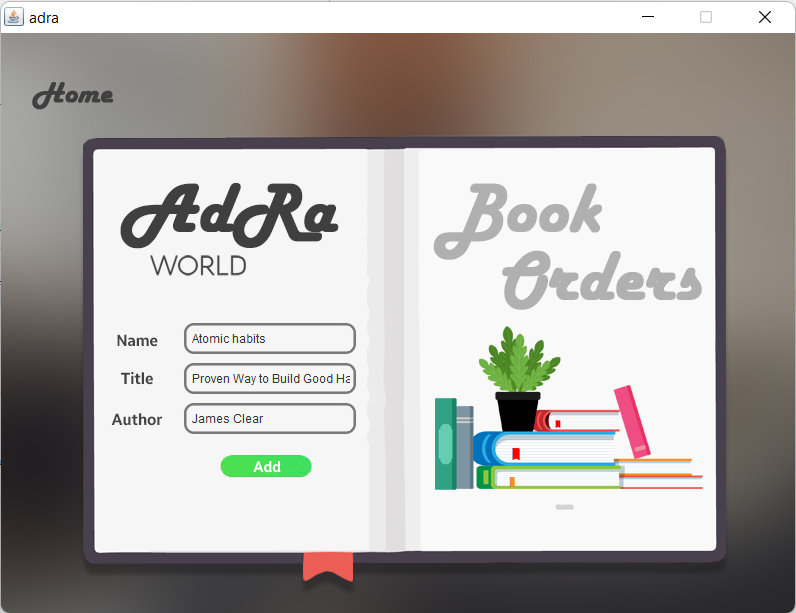 adra
Home
AdRa
WORLD
Book
Orders
Name
Atomic habits
Title
Proven Way to Build Good Ha
Author
James Clear
Add